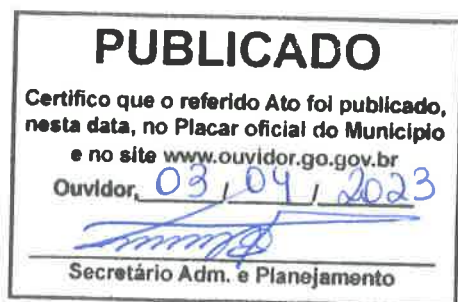 PUBLICADO
Certifico que o referido Ato foi publicado,
nesta data, no Placar oficial do Município
e no site www.ouvidor.go.gov.br
Ouvidor, 03 / 04 / 2023
Secretário Adm. e Planejamento